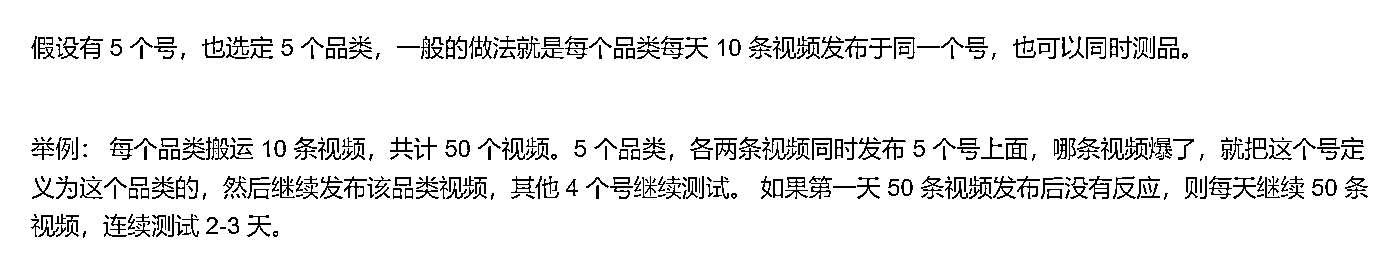 假设有 5 个号，也选定 5 个品类，一般的做法就是每个品类每天 10 条视频发布于同一个号，也可以同时测品。
举例： 每个品类搬运 10 条视频，共计 50 个视频。5 个品类，各两条视频同时发布 5 个号上面，哪条视频爆了，就把这个号定
义为这个品类的，然后继续发布该品类视频，其他 4 个号继续测试。 如果第一天 50 条视频发布后没有反应，则每天继续 50 条
视频，连续测试 2-3 天。